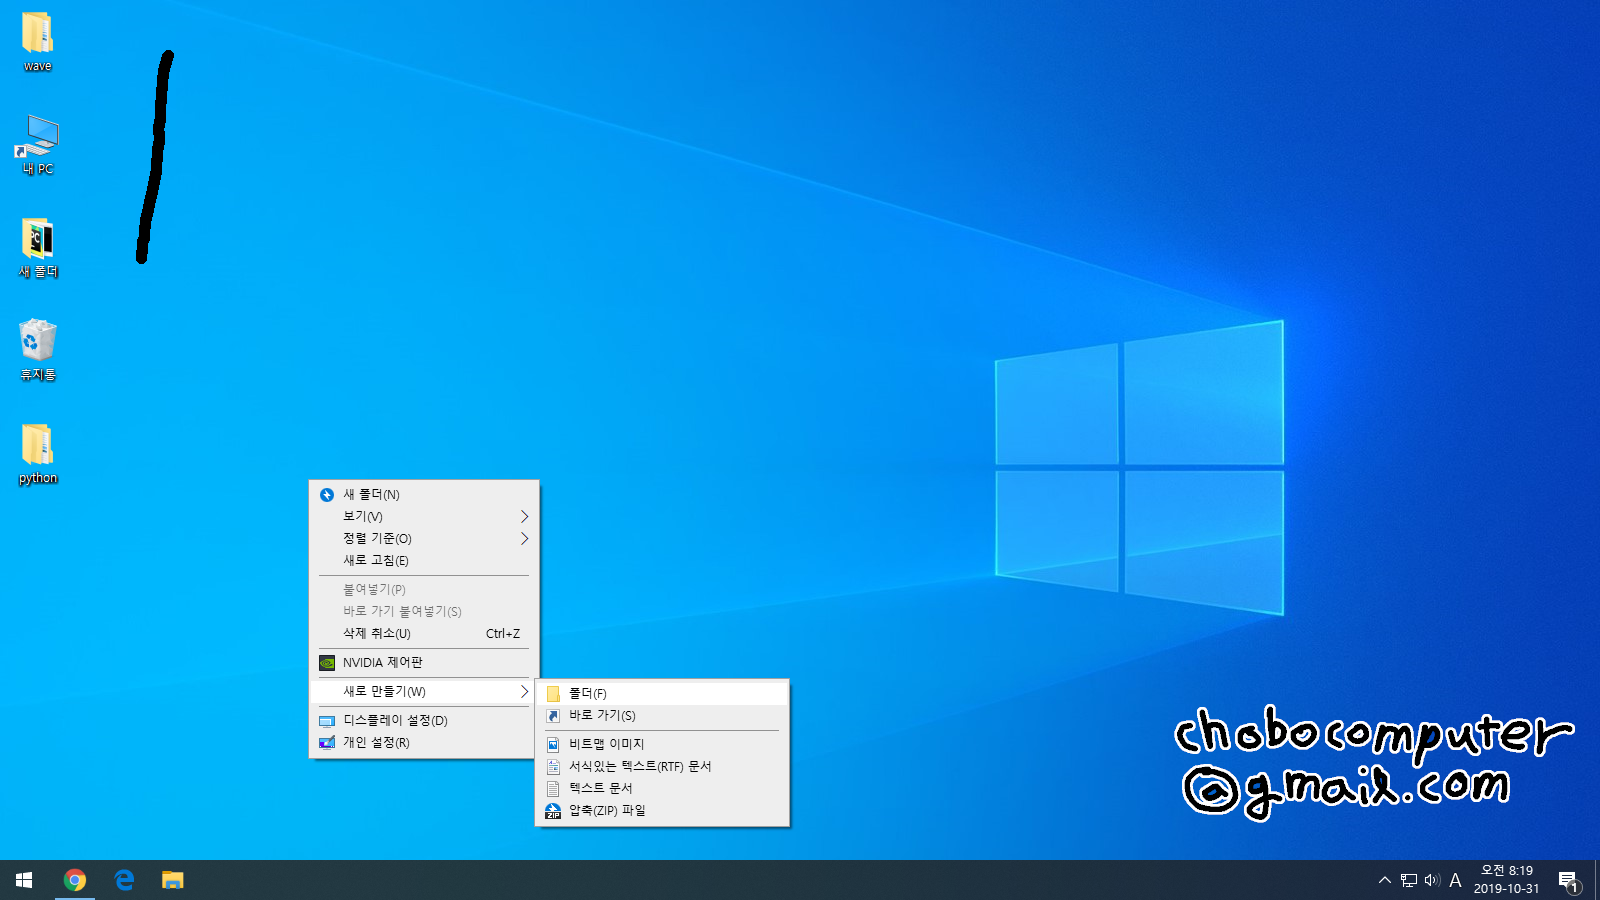 wave
내 PC
PC
새 폴더
휴지통
python
새 폴더(N)
보기(V)
정렬 기준(O)
새로 고침(E)
붙여넣기(P)
바로 가기 붙여넣기(S)
삭제 취소(U) Ctrl+Z
NVIDIA 제어판
새로 만들기(W)
디스플레이 설정(D)
개인 설정(R)
폴더(F)
바로 가기(S)
비트맵 이미지
서식있는 텍스트(RTF) 문서
텍스트 문서
ZIP 압축(ZIP) 파일
chobocomputer
@gmail.com
A
오전 8:19
2019-10-31
1